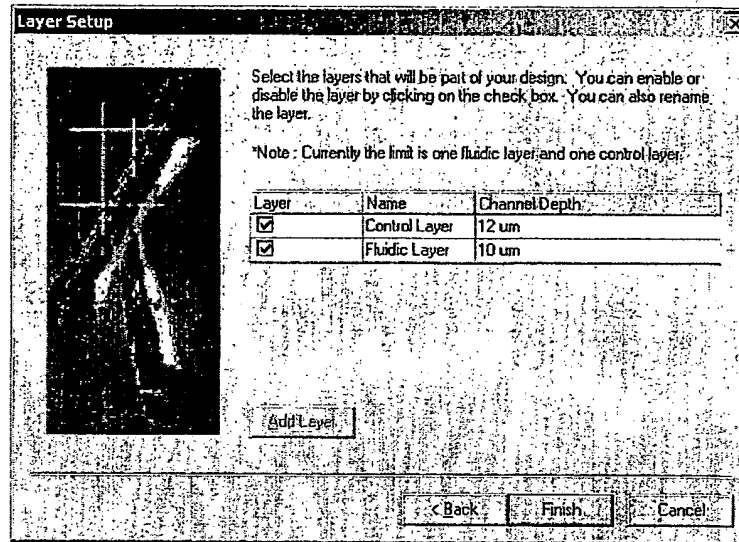 Layer Setup
Select the layers that will be part of your design. You can enable or
disable the layer by clicking on the check box. You can also rename
the layer.
*Note : Currently the limit is one fluidic layer and one control layer.
Layer Name Channel Depth
Control Layer 12 um
Fluidic Layer 10 um
Add Layer
< Back Finish Cancel